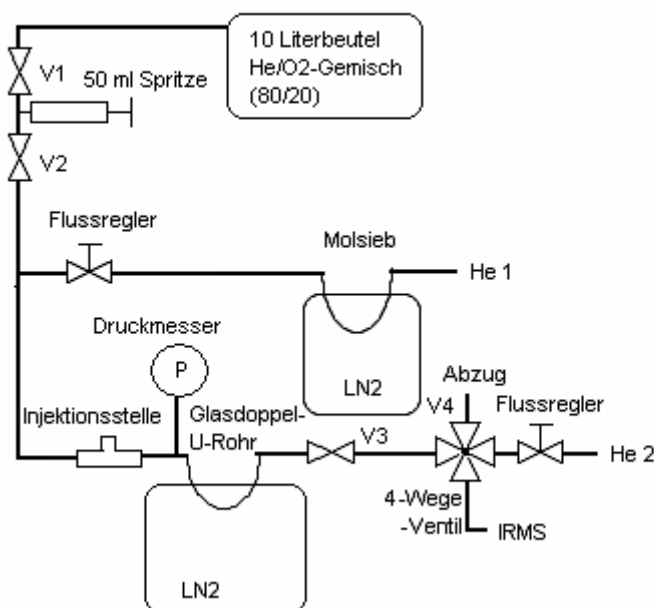 10 Literbeutel
He/O2-Gemisch
(80/20)
V1
50 ml Spritze
V2
Flussregler
Molsieb
He 1
LN2
Druckmesser
P
Abzug
V4
Flussregler
Injektionsstelle
Glasdoppel-
U-Rohr
V3
He 2
4-Wege
-Ventil
IRMS
LN2